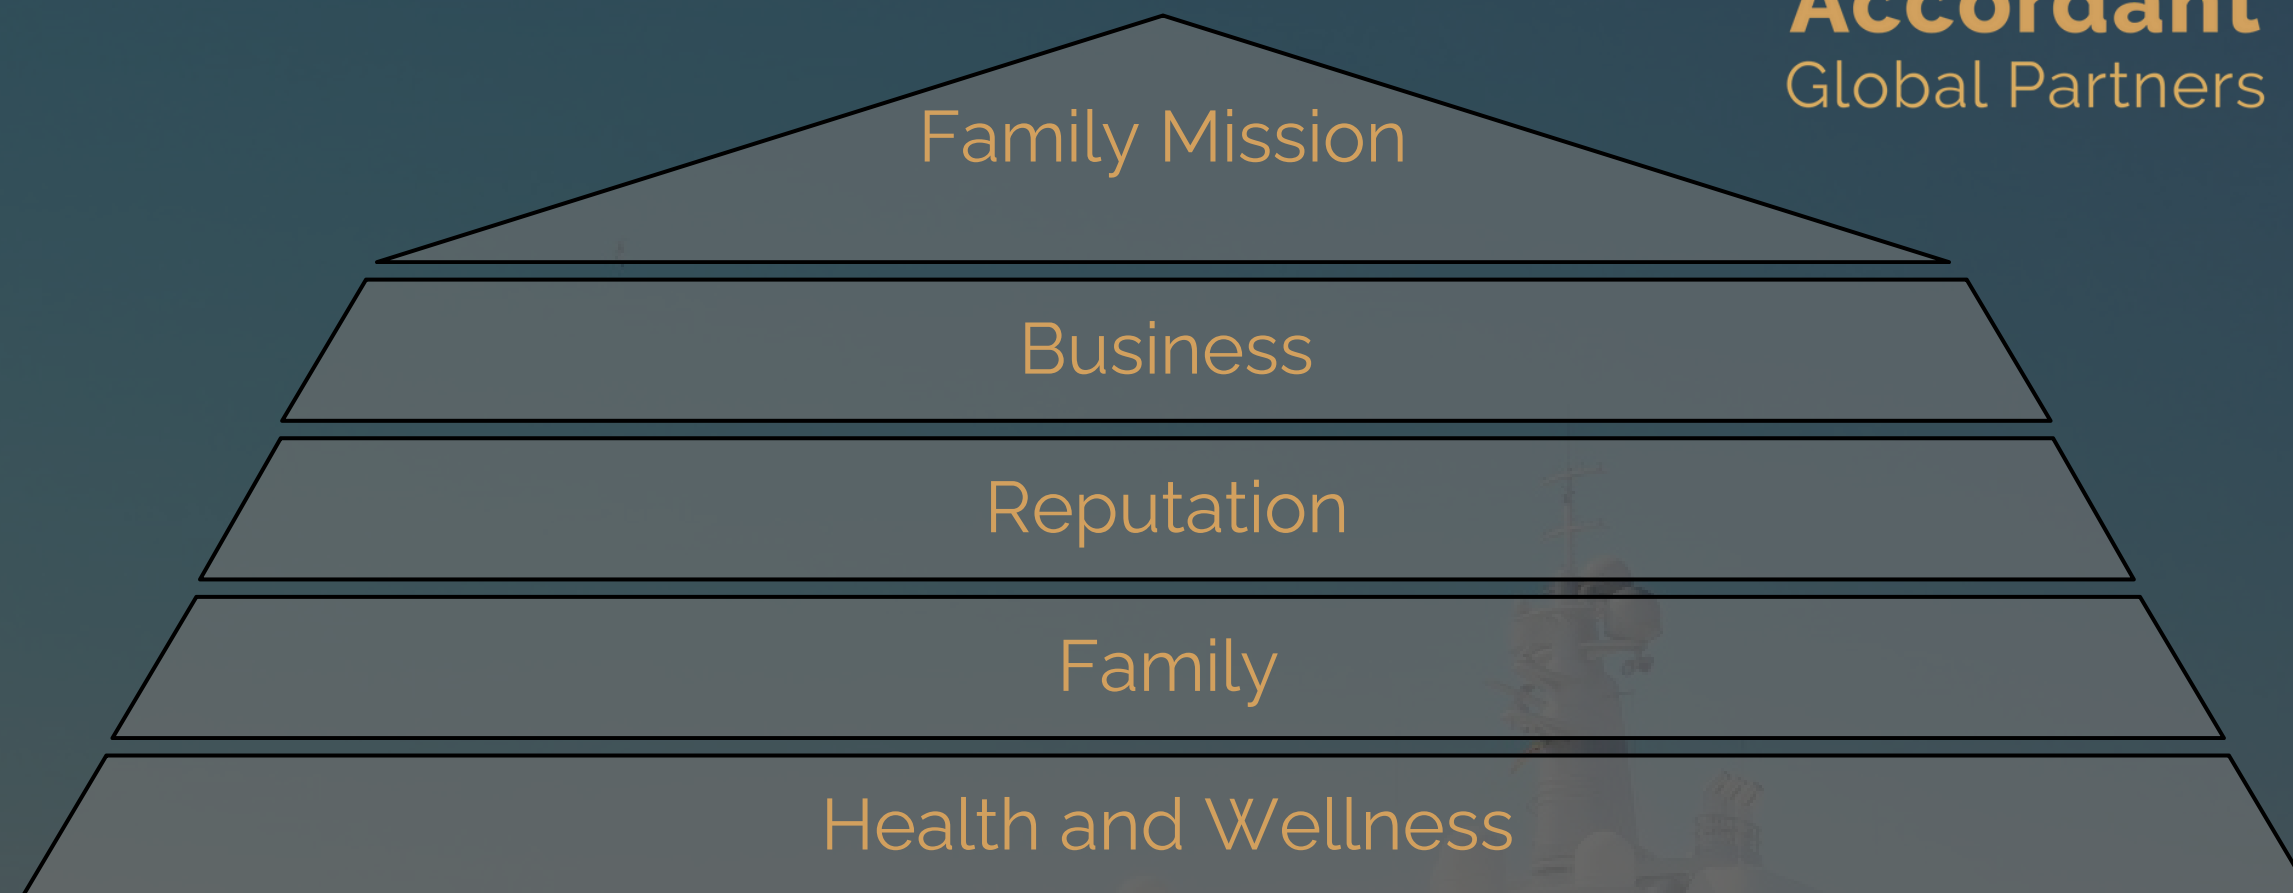 Accordant
Global Partners
Family Mission
Business
Reputation
Family
Health and Wellness